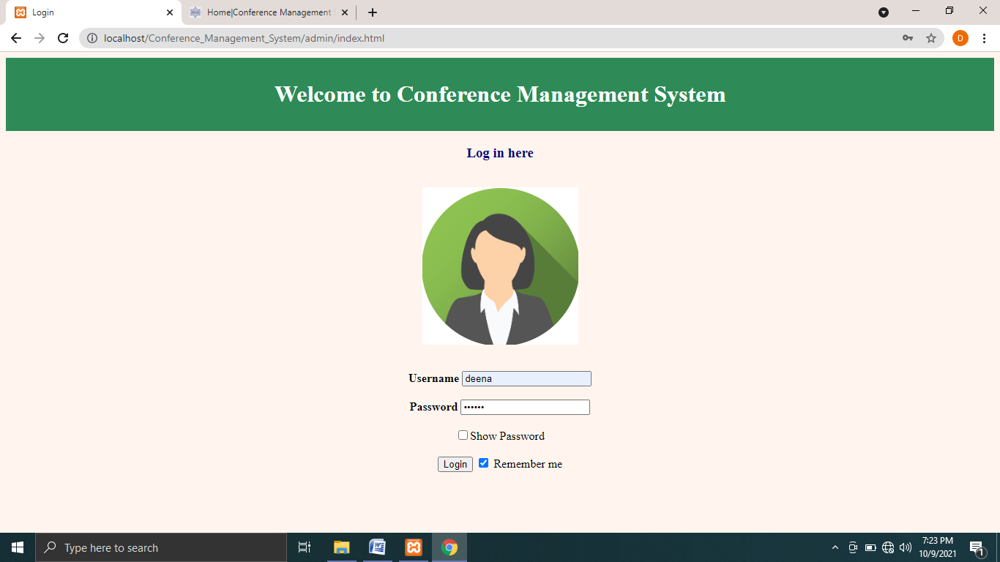 Login
Home|Conference Management
localhost/Conference_Management_System/admin/index.html
D
Welcome to Conference Management System
Log in here
Username deena
Password ••••••
Show Password
Login Remember me
Type here to search
7:23 PM
10/9/2021
1